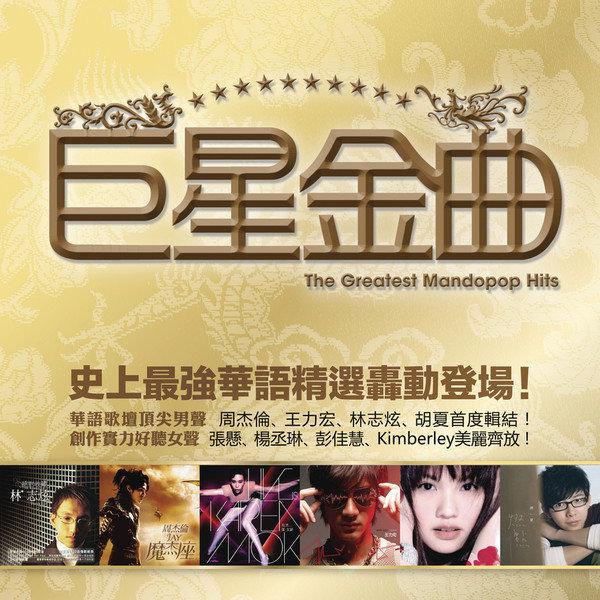 巨星金曲
The Greatest Mandopop Hits
史上最強華語精選轟動登場！
華語歌壇頂尖男聲 周杰倫、王力宏、林志炫、胡夏首度輯結！
創作實力好聽女聲 張懸、楊丞琳、彭佳慧、Kimberley美麗齊放！
林志炫
周杰倫
JAY
魔杰座
燃點